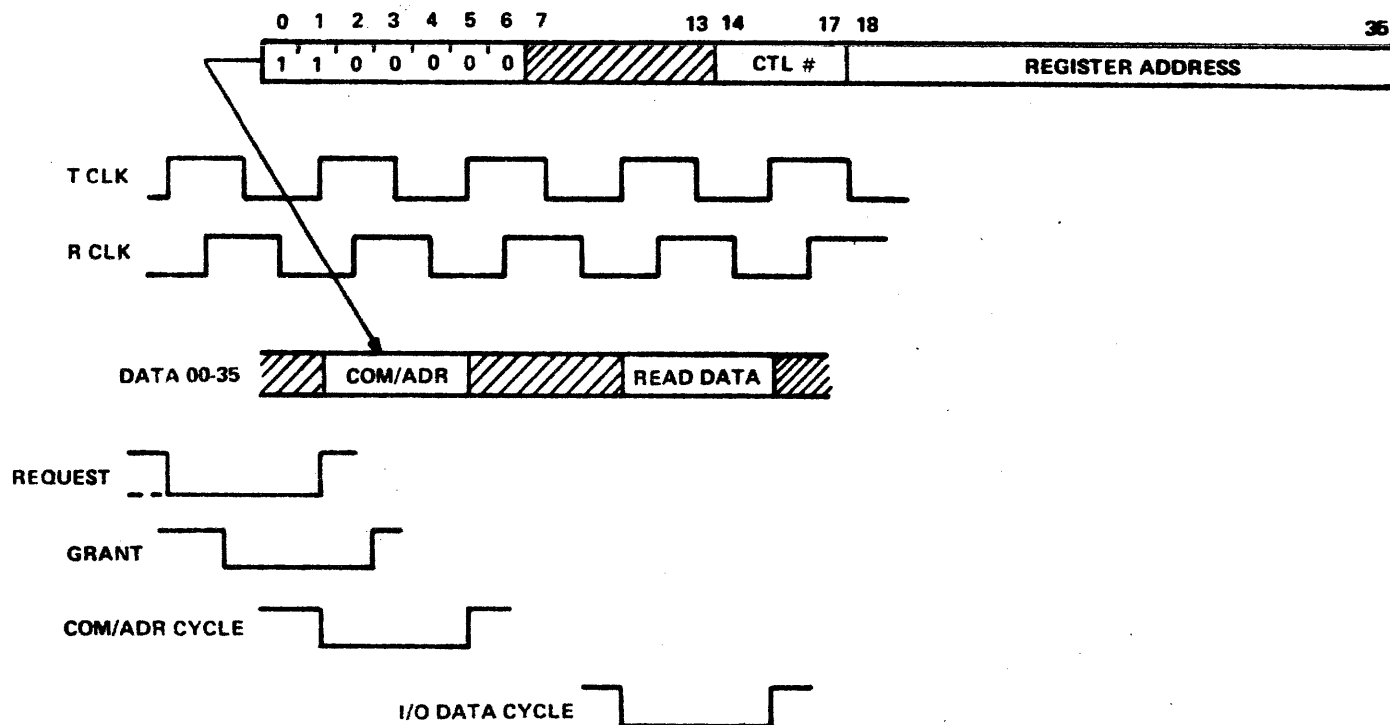 0 1 2 3 4 5 6 7 13 14 17 18 35
1 1 0 0 0 0 0 CTL # REGISTER ADDRESS
T CLK
R CLK
DATA 00-35 COM/ADR READ DATA
REQUEST
GRANT
COM/ADR CYCLE
I/O DATA CYCLE